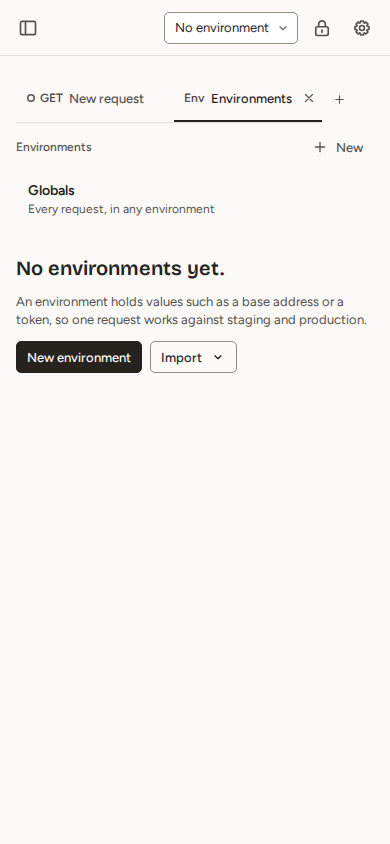 No environment
GET New request
Env Environments
Environments
New
Globals
Every request, in any environment
No environments yet.
An environment holds values such as a base address or a
token, so one request works against staging and production.
New environment
Import